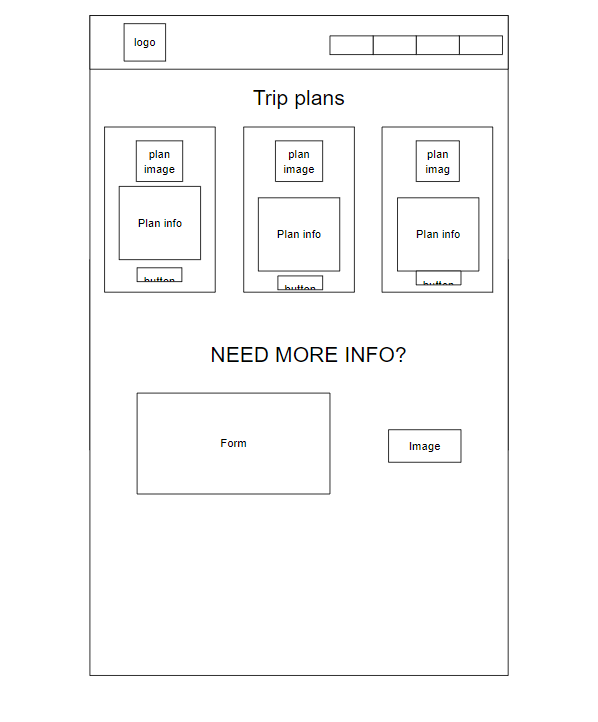 logo
Trip plans
plan
image
plan
image
plan
imag
Plan info
Plan info
Plan info
button
button
button
NEED MORE INFO?
Form
Image